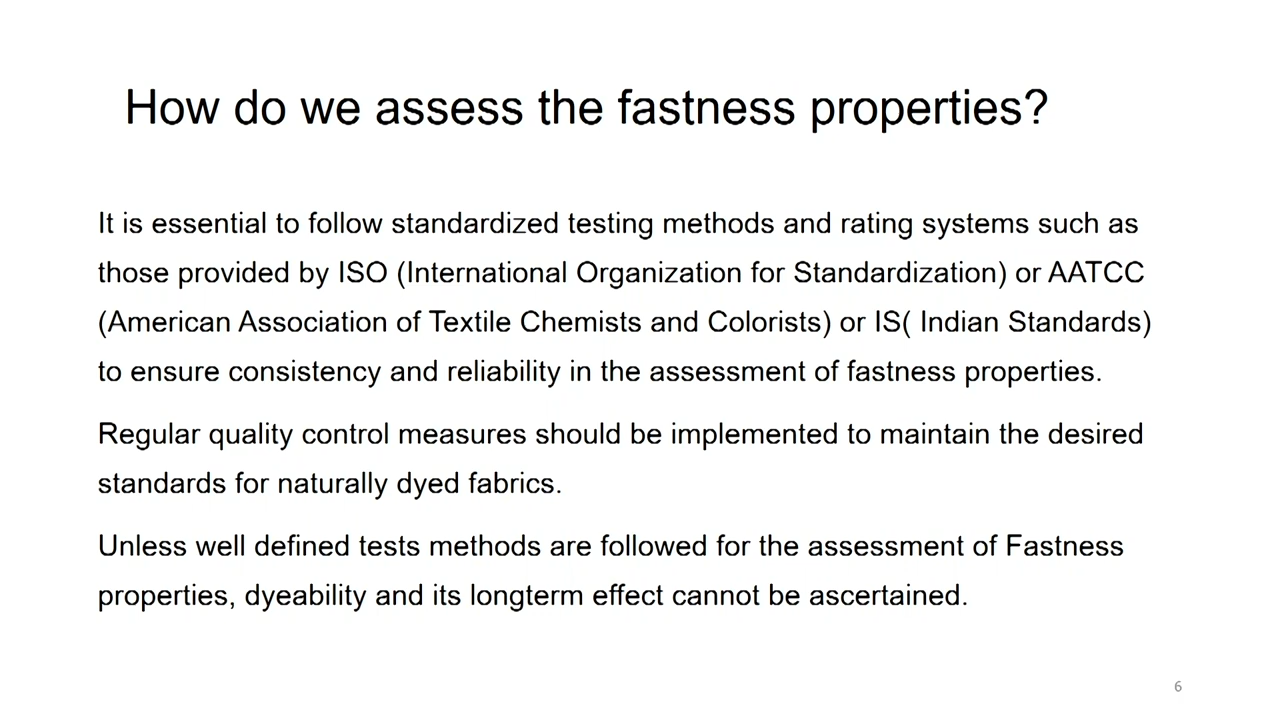 How do we assess the fastness properties?
It is essential to follow standardized testing methods and rating systems such as
those provided by ISO (International Organization for Standardization) or AATCC
(American Association of Textile Chemists and Colorists) or IS( Indian Standards)
to ensure consistency and reliability in the assessment of fastness properties.
Regular quality control measures should be implemented to maintain the desired
standards for naturally dyed fabrics.
Unless well defined tests methods are followed for the assessment of Fastness
properties, dyeability and its longterm effect cannot be ascertained.
6